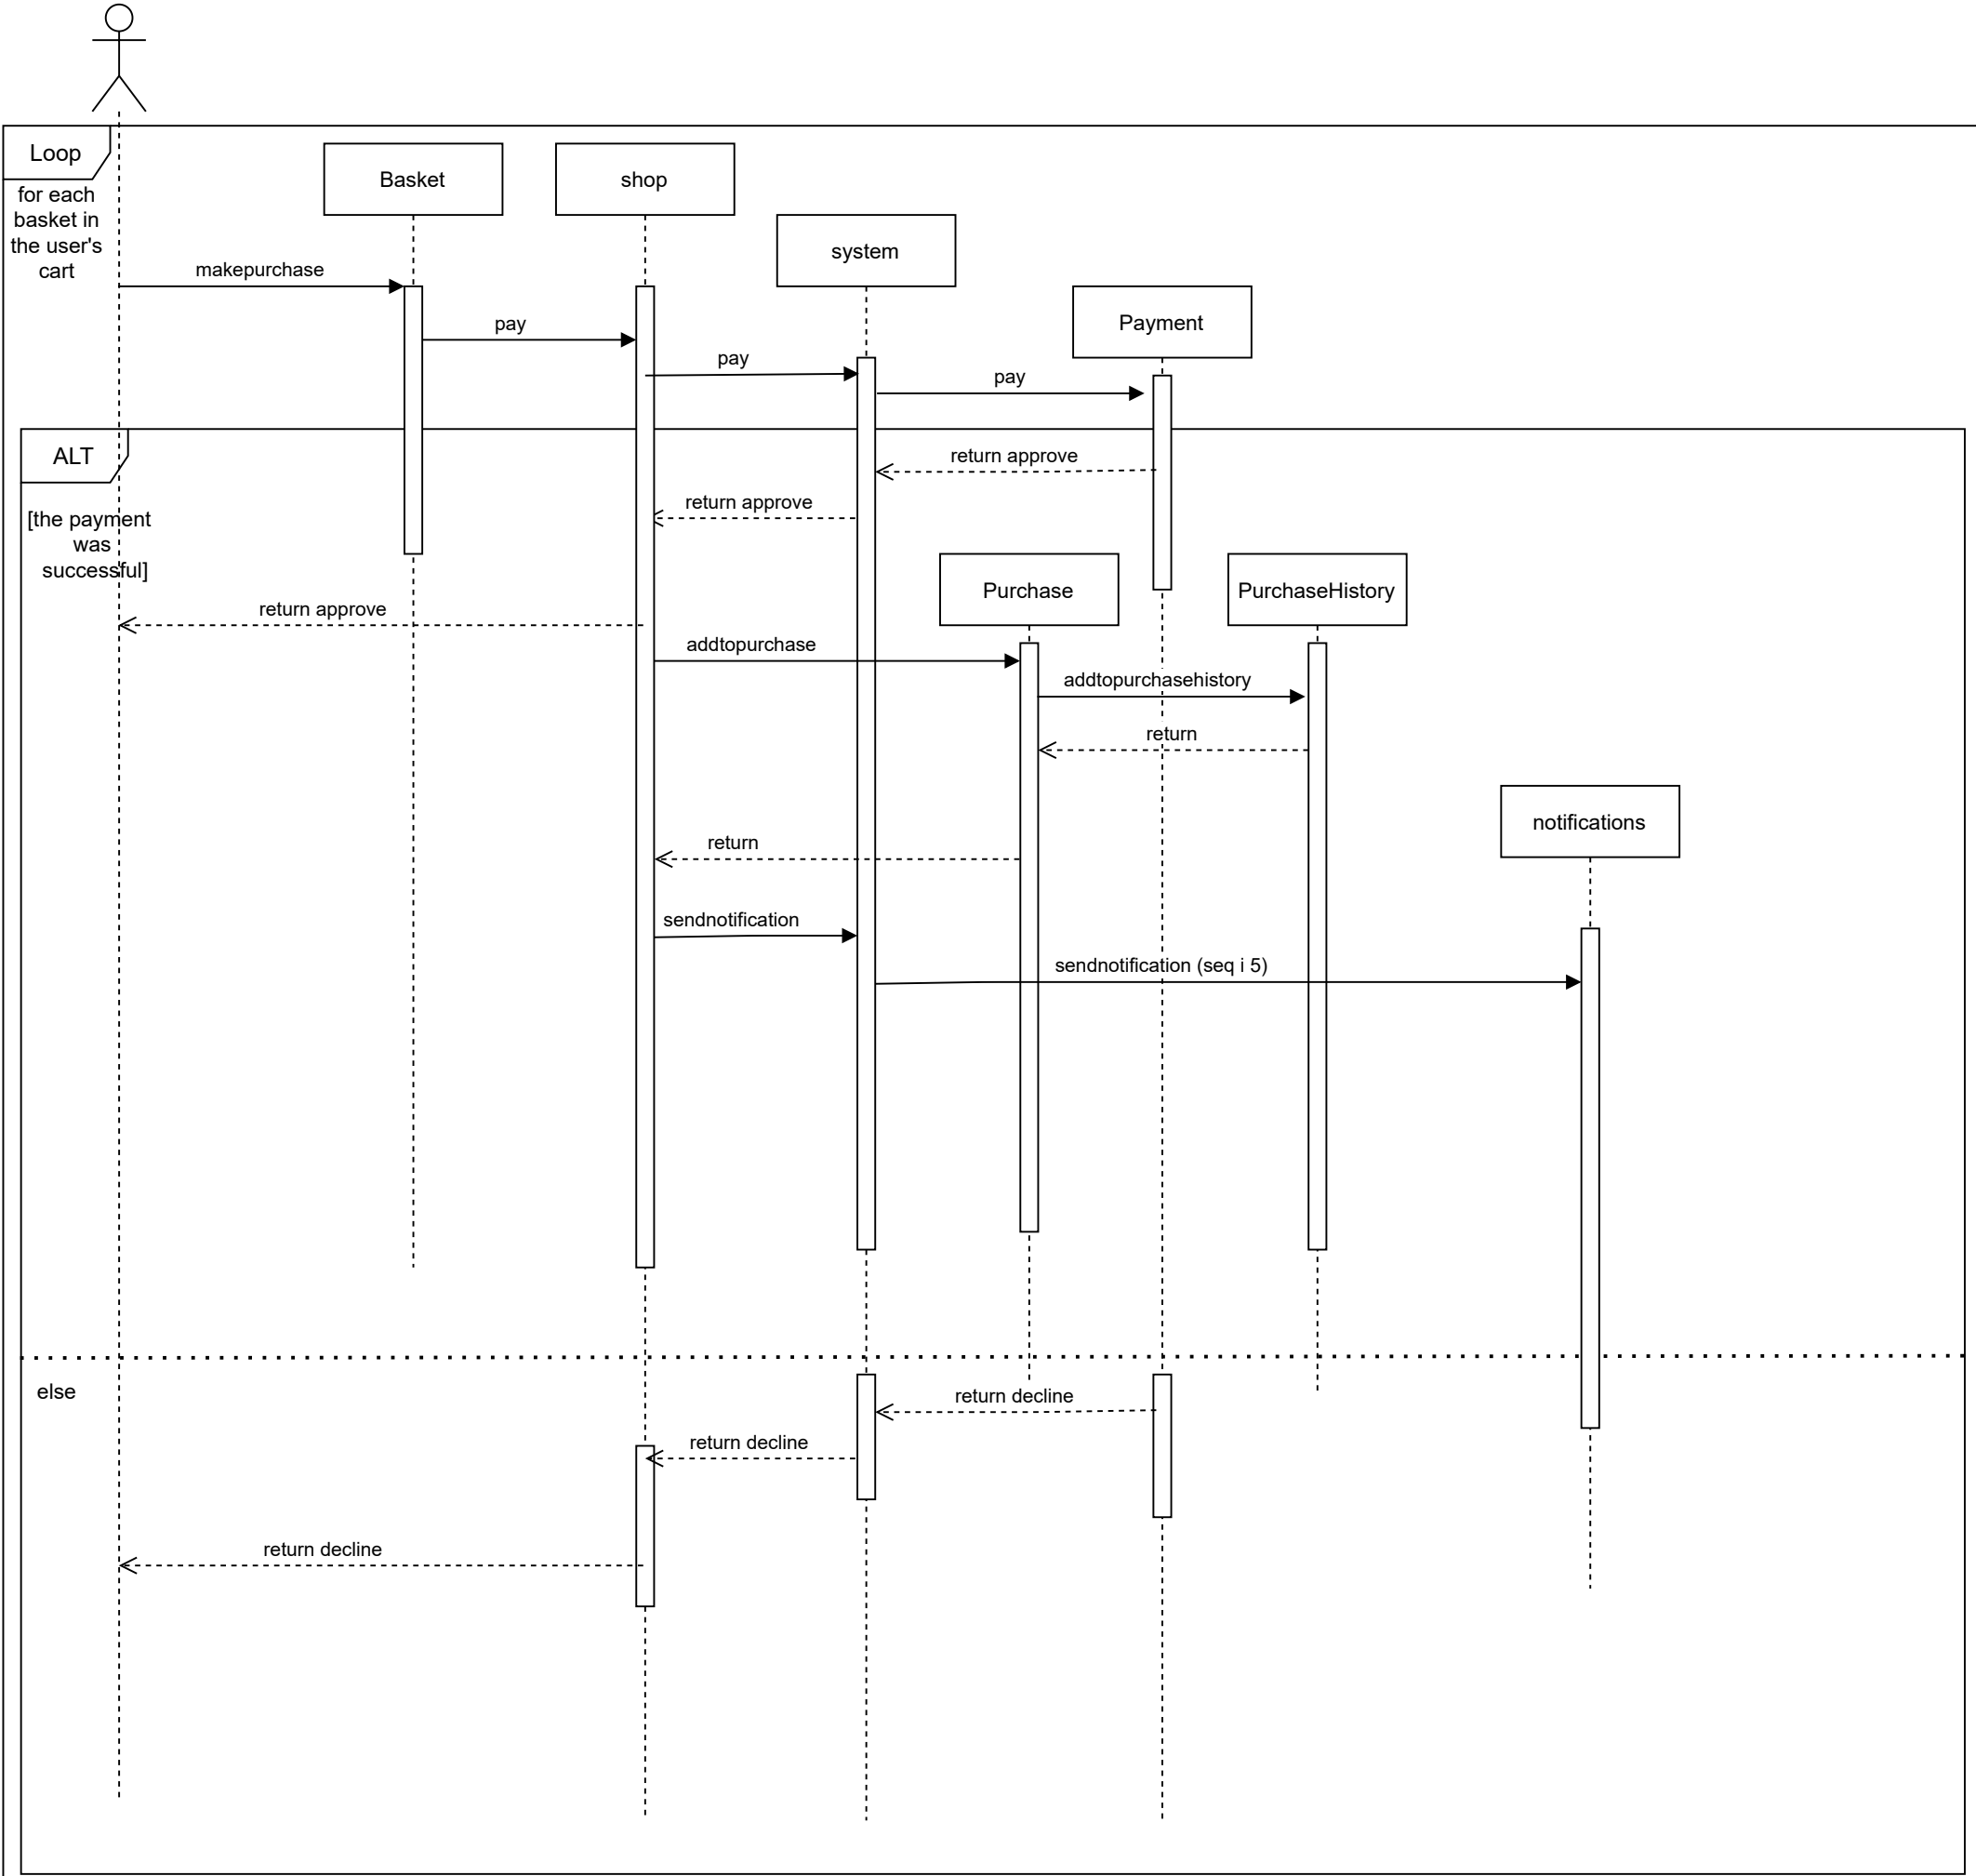 Loop
for each
basket in
the user's
cart
Basket
shop
system
Payment
makepurchase
pay
pay
pay
ALT
return approve
return approve
[the payment
was
successful]
Purchase
PurchaseHistory
return approve
addtopurchase
addtopurchasehistory
return
notifications
return
sendnotification
sendnotification (seq i 5)
else
return decline
return decline
return decline